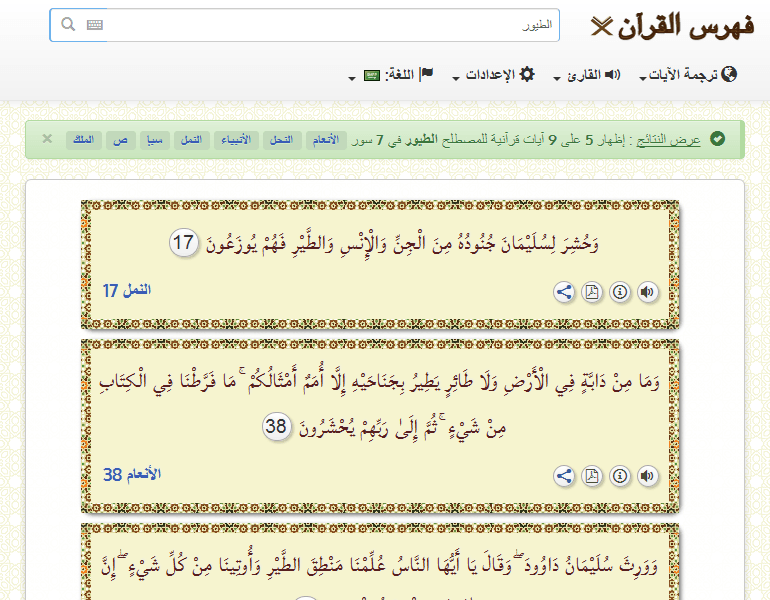 فهرس القرآن
الطيور
ترجمة الآيات
القارئ
الإعدادات
اللغة:
عرض النتائج : إظهار 5 على 9 آيات قرآنية للمصطلح الطيور في 7 سور الأنعام النحل الأنبياء النمل سبإ ص الملك ×
وَحُشِرَ لِسُلَيْمَانَ جُنُودُهُ مِنَ الْجِنِّ وَالْإِنْسِ وَالطَّيْرِ فَهُمْ يُوزَعُونَ 17
النمل 17
وَمَا مِنْ دَابَّةٍ فِي الْأَرْضِ وَلَا طَائِرٍ يَطِيرُ بِجَنَاحَيْهِ إِلَّا أُمَمٌ أَمْثَالُكُمْ ۚ مَا فَرَّطْنَا فِي الْكِتَابِ
مِنْ شَيْءٍ ۚ ثُمَّ إِلَىٰ رَبِّهِمْ يُحْشَرُونَ 38
الأنعام 38
وَوَرِثَ سُلَيْمَانُ دَاوُودَ ۖ وَقَالَ يَا أَيُّهَا النَّاسُ عُلِّمْنَا مَنْطِقَ الطَّيْرِ وَأُوتِينَا مِنْ كُلِّ شَيْءٍ ۖ إِنَّ